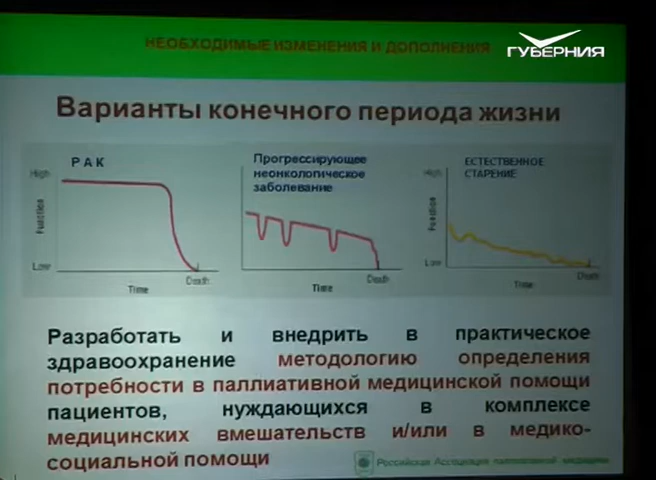 НЕОБХОДИМЫЕ ИЗМЕНЕНИЯ И ДОПОЛНЕНИЯ
ГУБЕРНИЯ
Варианты конечного периода жизни
РАК
High
Function
Low
Time
Death
Прогрессирующее
неонкологическое
заболевание
Time
Death
ЕСТЕСТВЕННОЕ
СТАРЕНИЕ
High
Function
Low
Time
Death
Разработать и внедрить в практическое
здравоохранение методологию определения
потребности в паллиативной медицинской помощи
пациентов, нуждающихся в комплексе
медицинских вмешательств и/или в медико-
социальной помощи
Российская Ассоциация паллиативной медицины